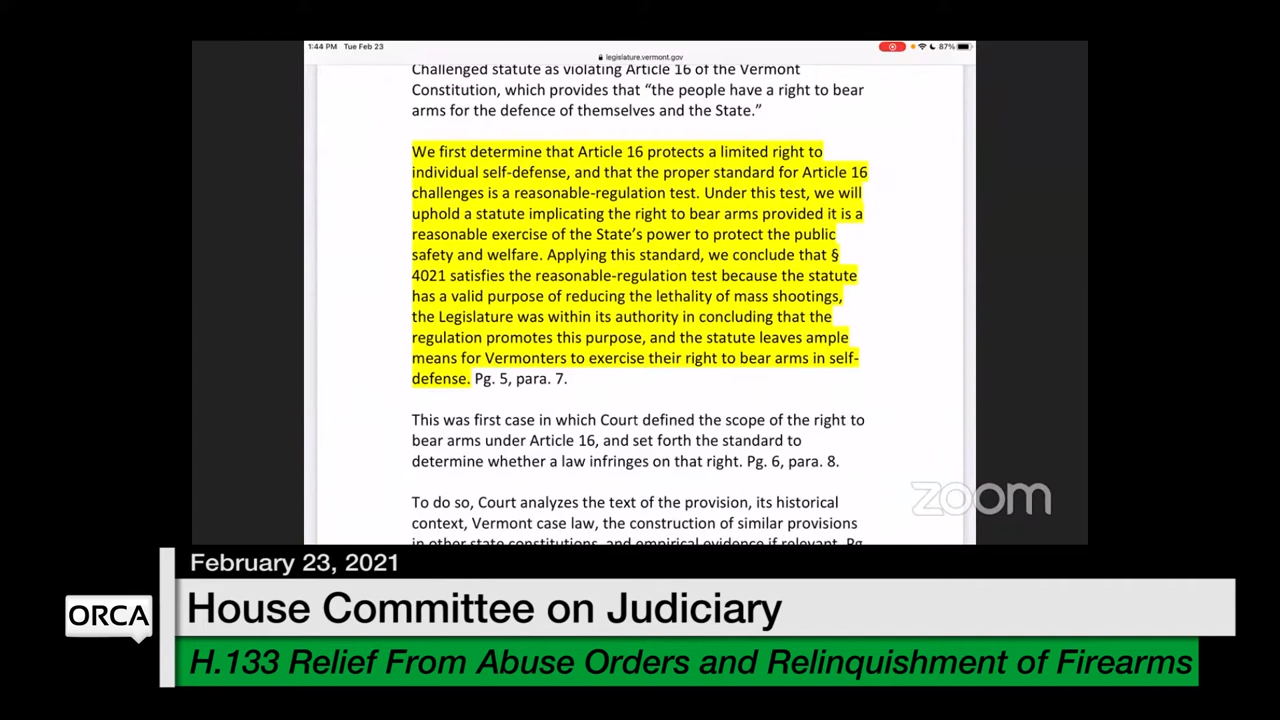 1:44 PM Tue Feb 23
87%
legislature.vermont.gov
Challenged statute as violating Article 16 of the Vermont
Constitution, which provides that “the people have a right to bear
arms for the defence of themselves and the State.”
We first determine that Article 16 protects a limited right to
individual self-defense, and that the proper standard for Article 16
challenges is a reasonable-regulation test. Under this test, we will
uphold a statute implicating the right to bear arms provided it is a
reasonable exercise of the State’s power to protect the public
safety and welfare. Applying this standard, we conclude that §
4021 satisfies the reasonable-regulation test because the statute
has a valid purpose of reducing the lethality of mass shootings,
the Legislature was within its authority in concluding that the
regulation promotes this purpose, and the statute leaves ample
means for Vermonters to exercise their right to bear arms in self-
defense. Pg. 5, para. 7.
This was first case in which Court defined the scope of the right to
bear arms under Article 16, and set forth the standard to
determine whether a law infringes on that right. Pg. 6, para. 8.
To do so, Court analyzes the text of the provision, its historical
context, Vermont case law, the construction of similar provisions
in other state constitutions, and empirical evidence if relevant. Pg
zoom
February 23, 2021
ORCA
House Committee on Judiciary
H.133 Relief From Abuse Orders and Relinquishment of Firearms